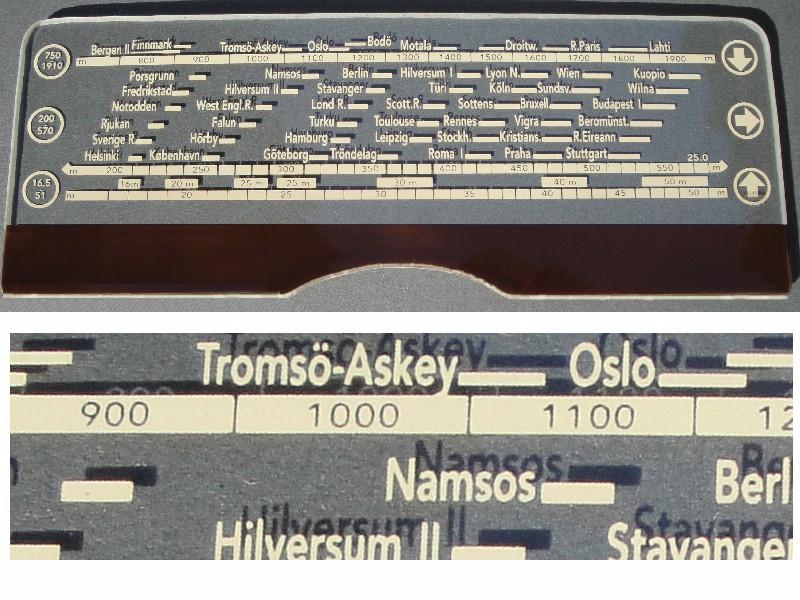 750
1910
Bergen II Finnmark Tromsö-Askey Oslo Bodö Motala Droitw. R.Paris Lahti
m 800 900 1000 1100 1200 1300 1400 1500 1600 1700 1800 1900 m
Porsgrunn Namsos Berlin Hilversum I Lyon N. Wien Kuopio
Fredrikstad Hilversum II Stavanger Türi Köln Sundsv. Wilna
Notodden West Engl.R. Lond R. Scott.R. Sottens Bruxell Budapest I
200
570
Rjukan Falun Turku Toulouse Rennes Vigra Beromünst.
Sverige R. Hörby Hamburg Leipzig Stockh. Kristians. R.Eireann
Helsinki København Göteborg Tröndelag Roma II Praha Stuttgart 25.0
200 250 300 350 400 450 500 550
16.5
51
16m 20 m 25 m 25 m 30 m 40 m 50 m
m 20 25 30 35 40 45 50 m
Tromsö-Askey Oslo
900 1000 1100 12
Namsos Berl
Hilversum II Stavanger